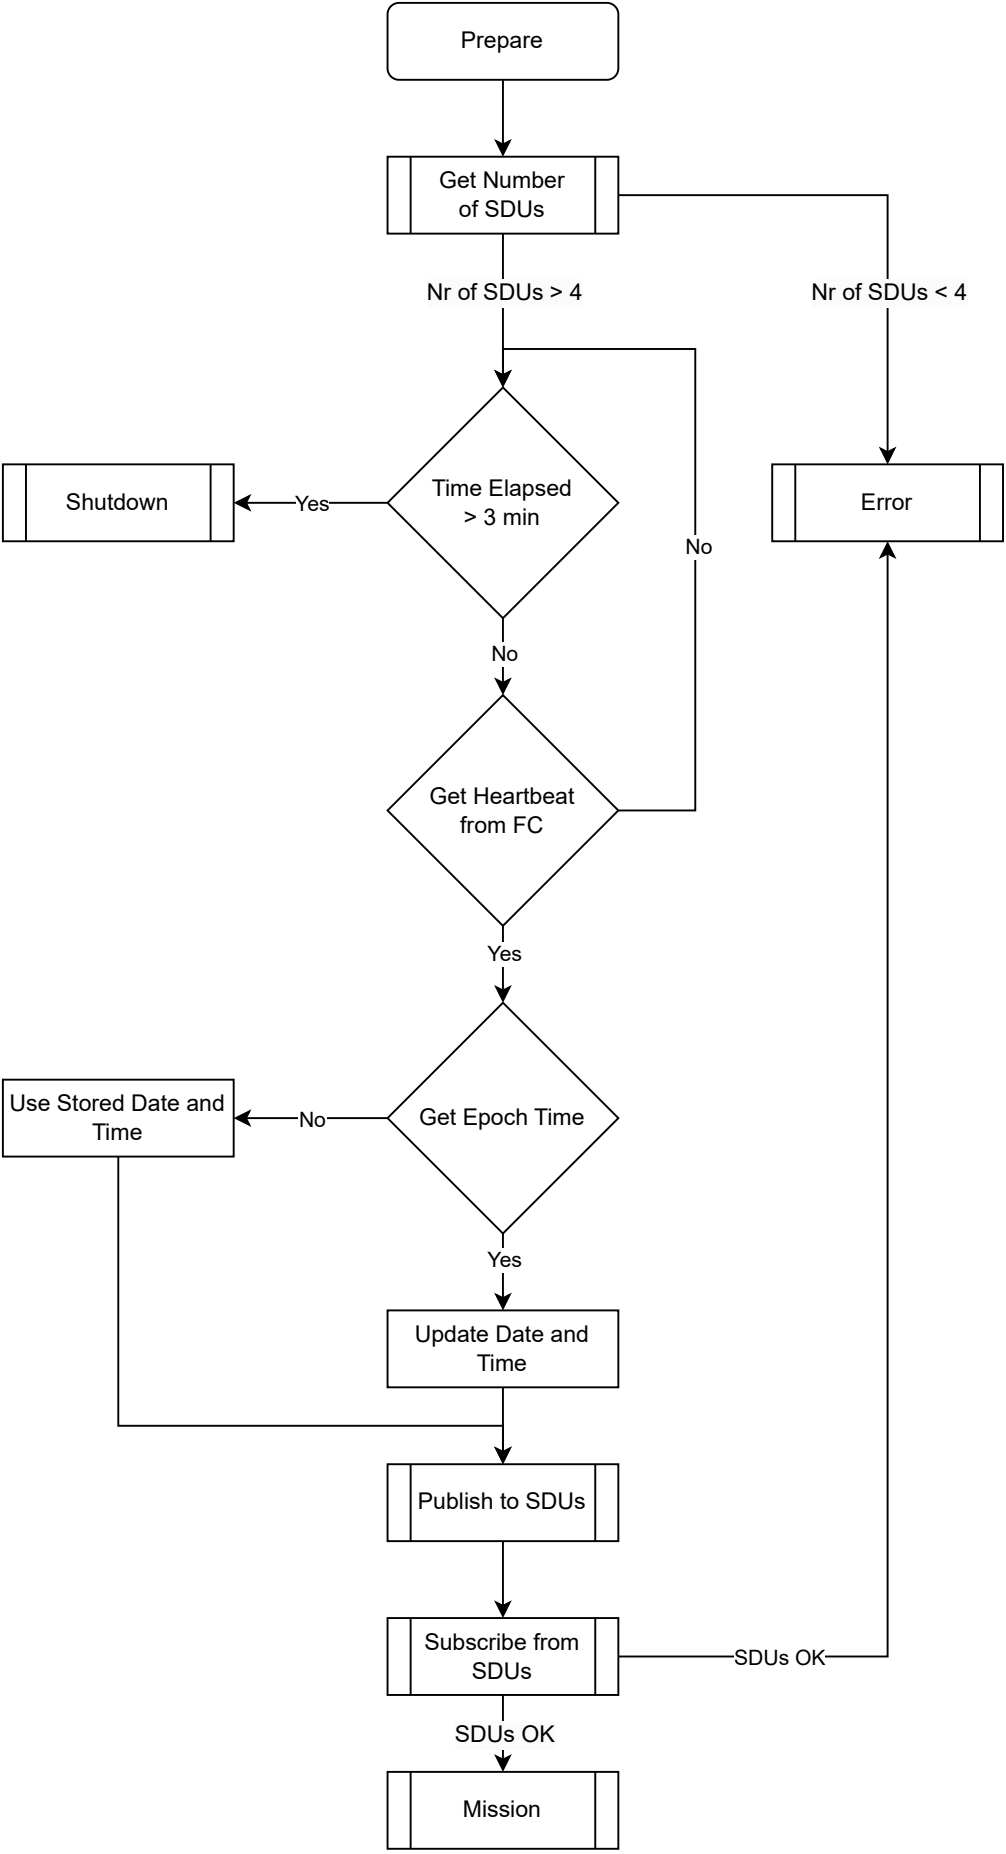 Prepare
Get Number
of SDUs
Nr of SDUs > 4
Nr of SDUs < 4
Time Elapsed
> 3 min
Yes
Shutdown
Error
No
No
Get Heartbeat
from FC
Yes
Get Epoch Time
No
Use Stored Date and
Time
Yes
Update Date and
Time
Publish to SDUs
Subscribe from
SDUs
SDUs OK
SDUs OK
Mission